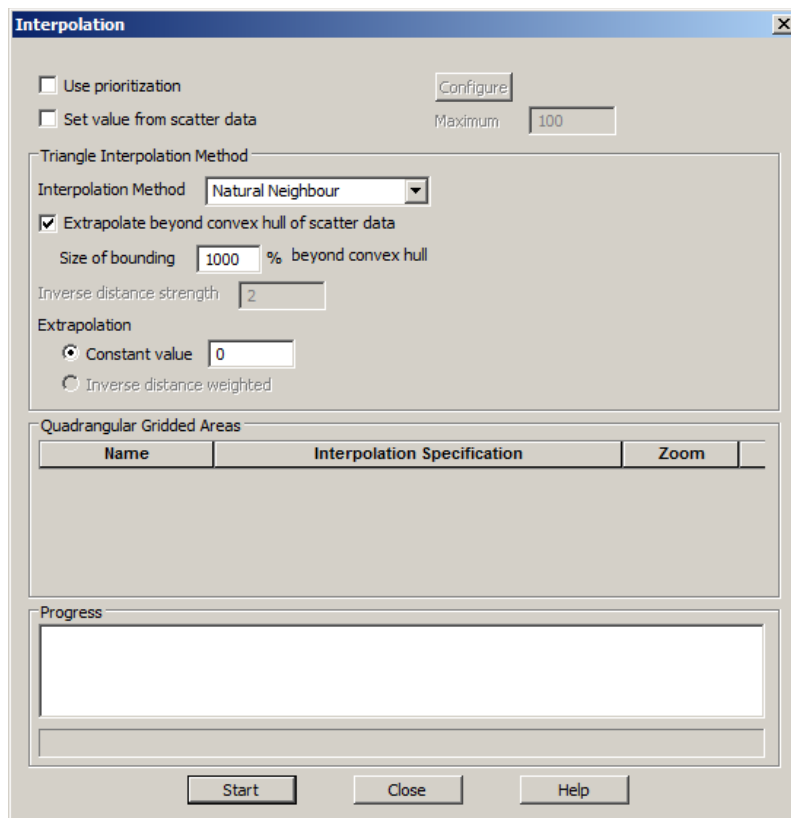 Interpolation
Use prioritization Configure
Set value from scatter data Maximum 100
Triangle Interpolation Method
Interpolation Method Natural Neighbour
Extrapolate beyond convex hull of scatter data
Size of bounding 1000 % beyond convex hull
Inverse distance strength 2
Extrapolation
Constant value 0
Inverse distance weighted
Quadrangular Gridded Areas
Name Interpolation Specification Zoom
Progress
Start Close Help